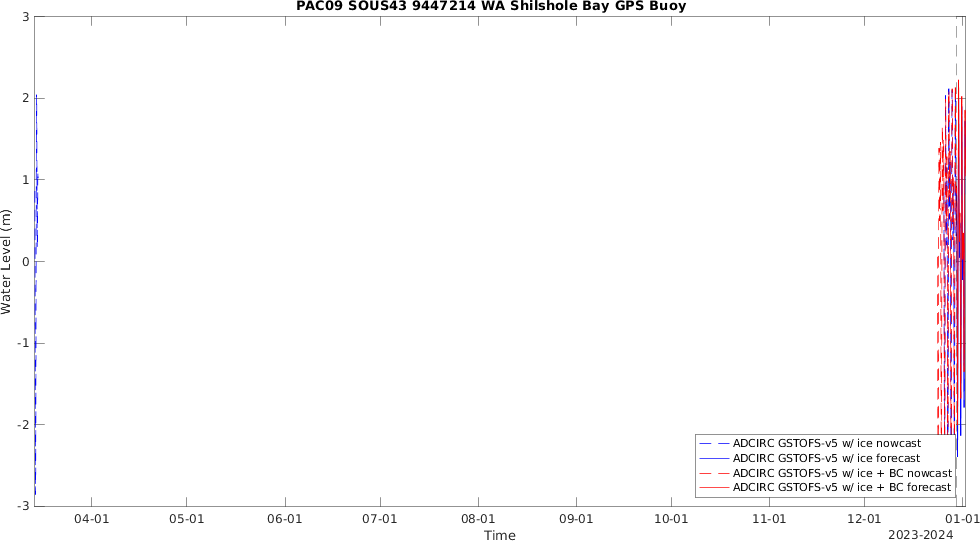 PAC09 SOUS43 9447214 WA Shilshole Bay GPS Buoy
3
2
1
0
-1
-2
-3
Water Level (m)
ADCIRC GSTOFS-v5 w/ ice nowcast
ADCIRC GSTOFS-v5 w/ ice forecast
ADCIRC GSTOFS-v5 w/ ice + BC nowcast
ADCIRC GSTOFS-v5 w/ ice + BC forecast
04-01 05-01 06-01 07-01 08-01 09-01 10-01 11-01 12-01 01-01
Time
2023-2024